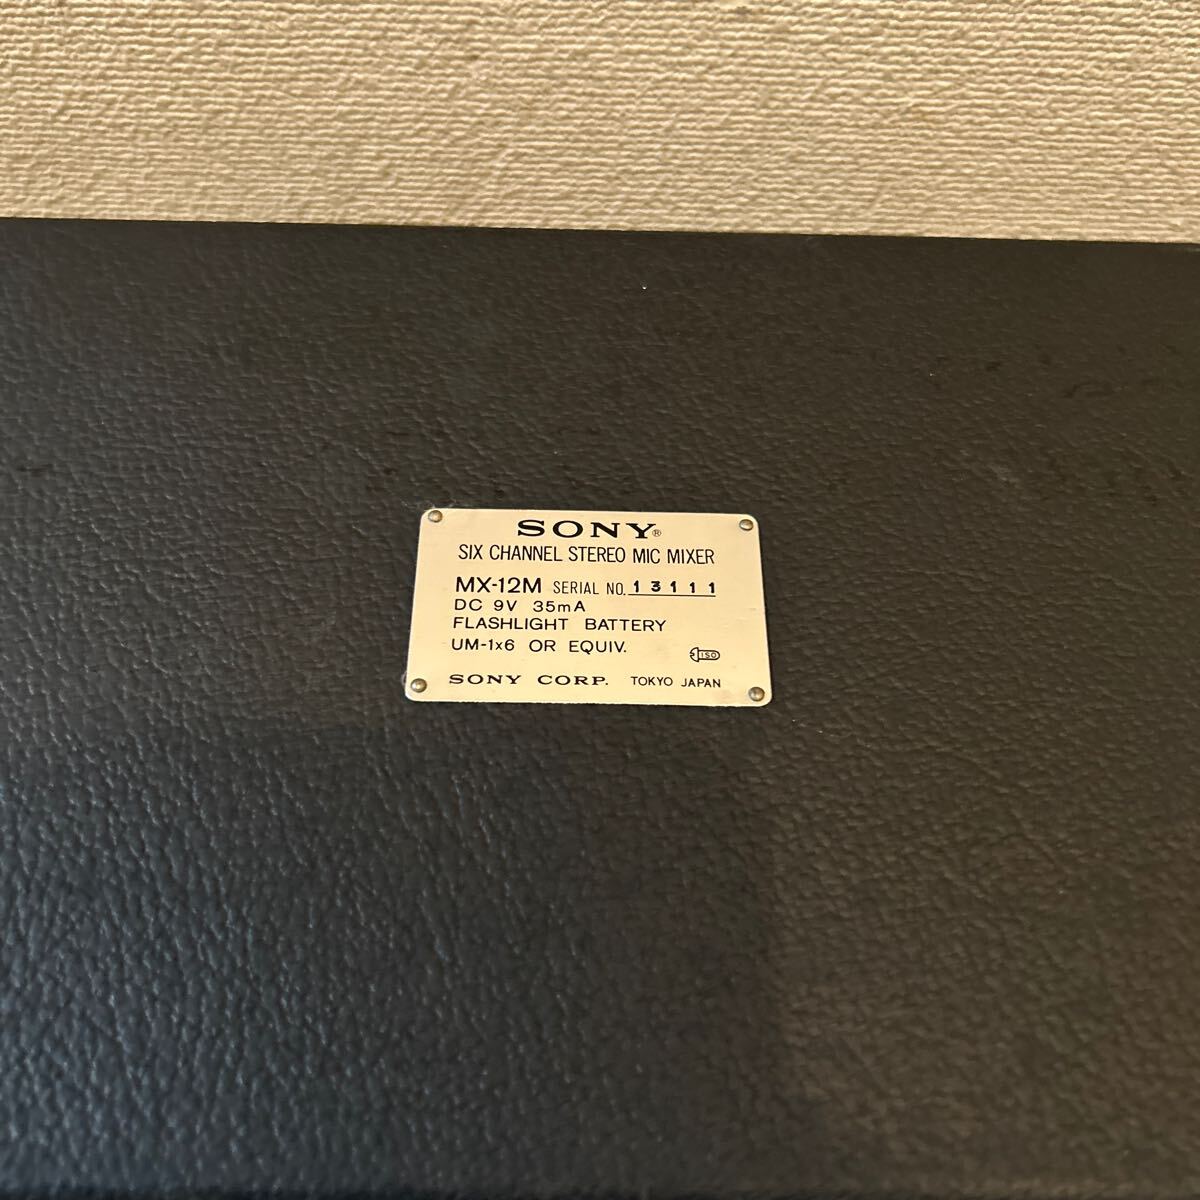 SONY®
SIX CHANNEL STEREO MIC MIXER
MX-12M SERIAL NO. 13111
DC 9V 35mA
FLASHLIGHT BATTERY
UM-1x6 OR EQUIV.
ISO
SONY CORP. TOKYO JAPAN